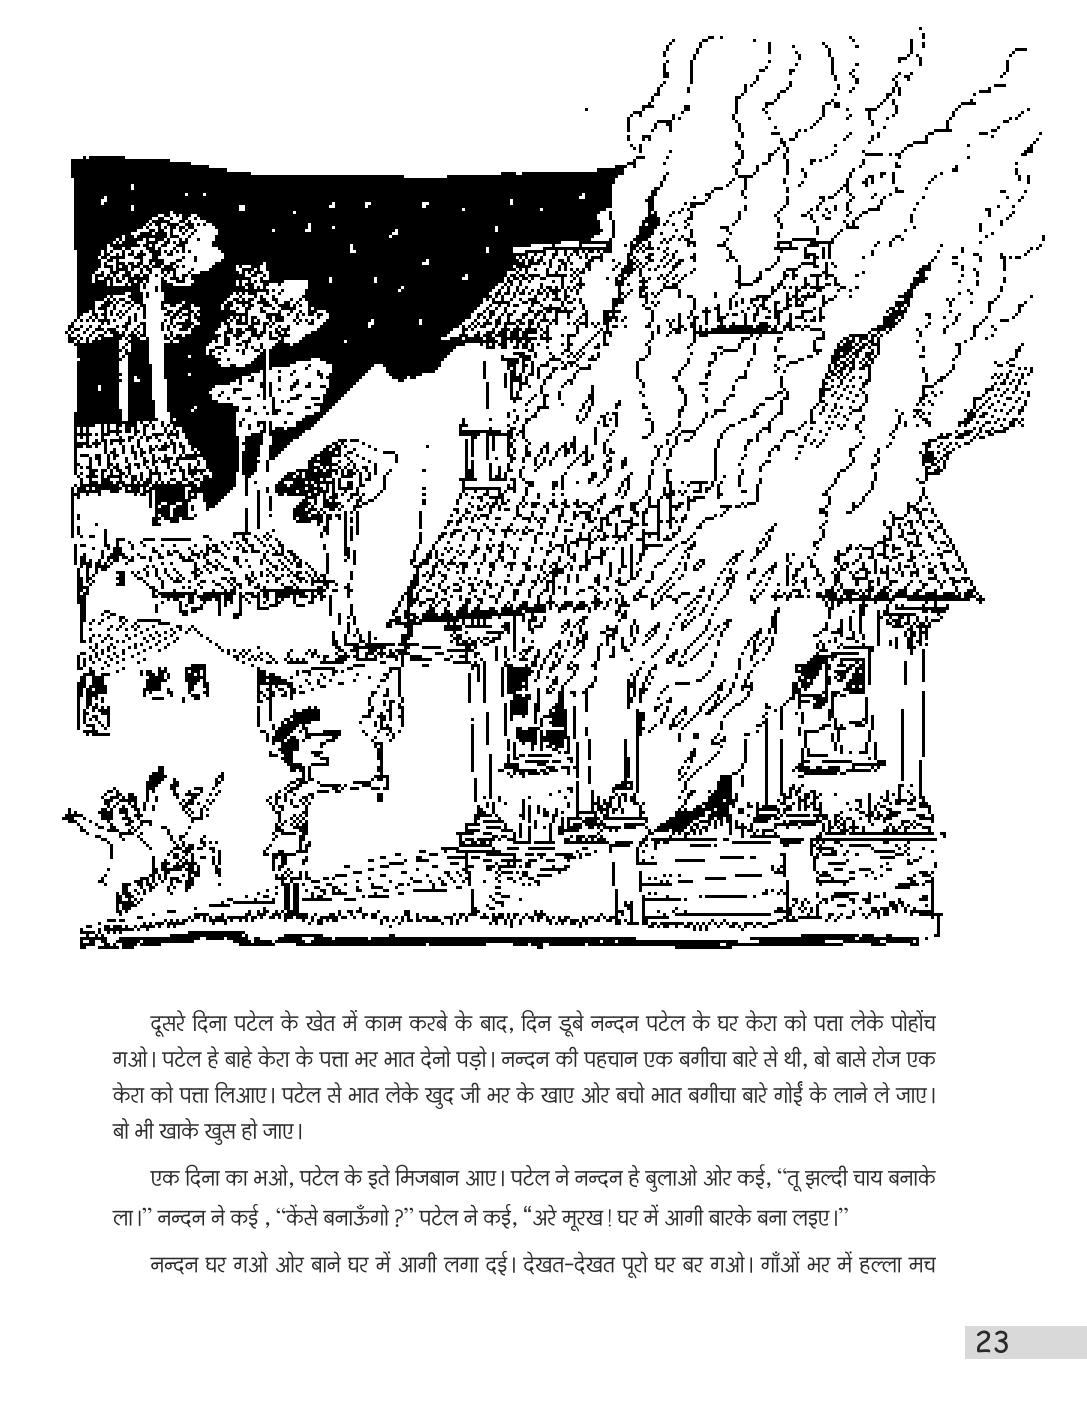 दूसरे दिना पटेल के खेत में काम करबे के बाद, दिन डूबे नन्दन पटेल के घर केरा को पत्ता लेके पोहोंच
गओ। पटेल हे बाहे केरा के पत्ता भर भात देनो पड़ो। नन्दन की पहचान एक बगीचा बारे से थी, बो बासे रोज एक
केरा को पत्ता लिआए। पटेल से भात लेके खुद जी भर के खाए ओर बचो भात बगीचा बारे गोईं के लाने ले जाए।
बो भी खाके खुस हो जाए।
एक दिना का भओ, पटेल के इते मिजबान आए। पटेल ने नन्दन हे बुलाओ ओर कई, “तू झल्दी चाय बनाके
ला।” नन्दन ने कई , “केंसे बनाऊँगो ?” पटेल ने कई, “अरे मूरख! घर में आगी बारके बना लइए।”
नन्दन घर गओ ओर बाने घर में आगी लगा दई। देखत-देखत पूरो घर बर गओ। गाँओं भर में हल्ला मच
23